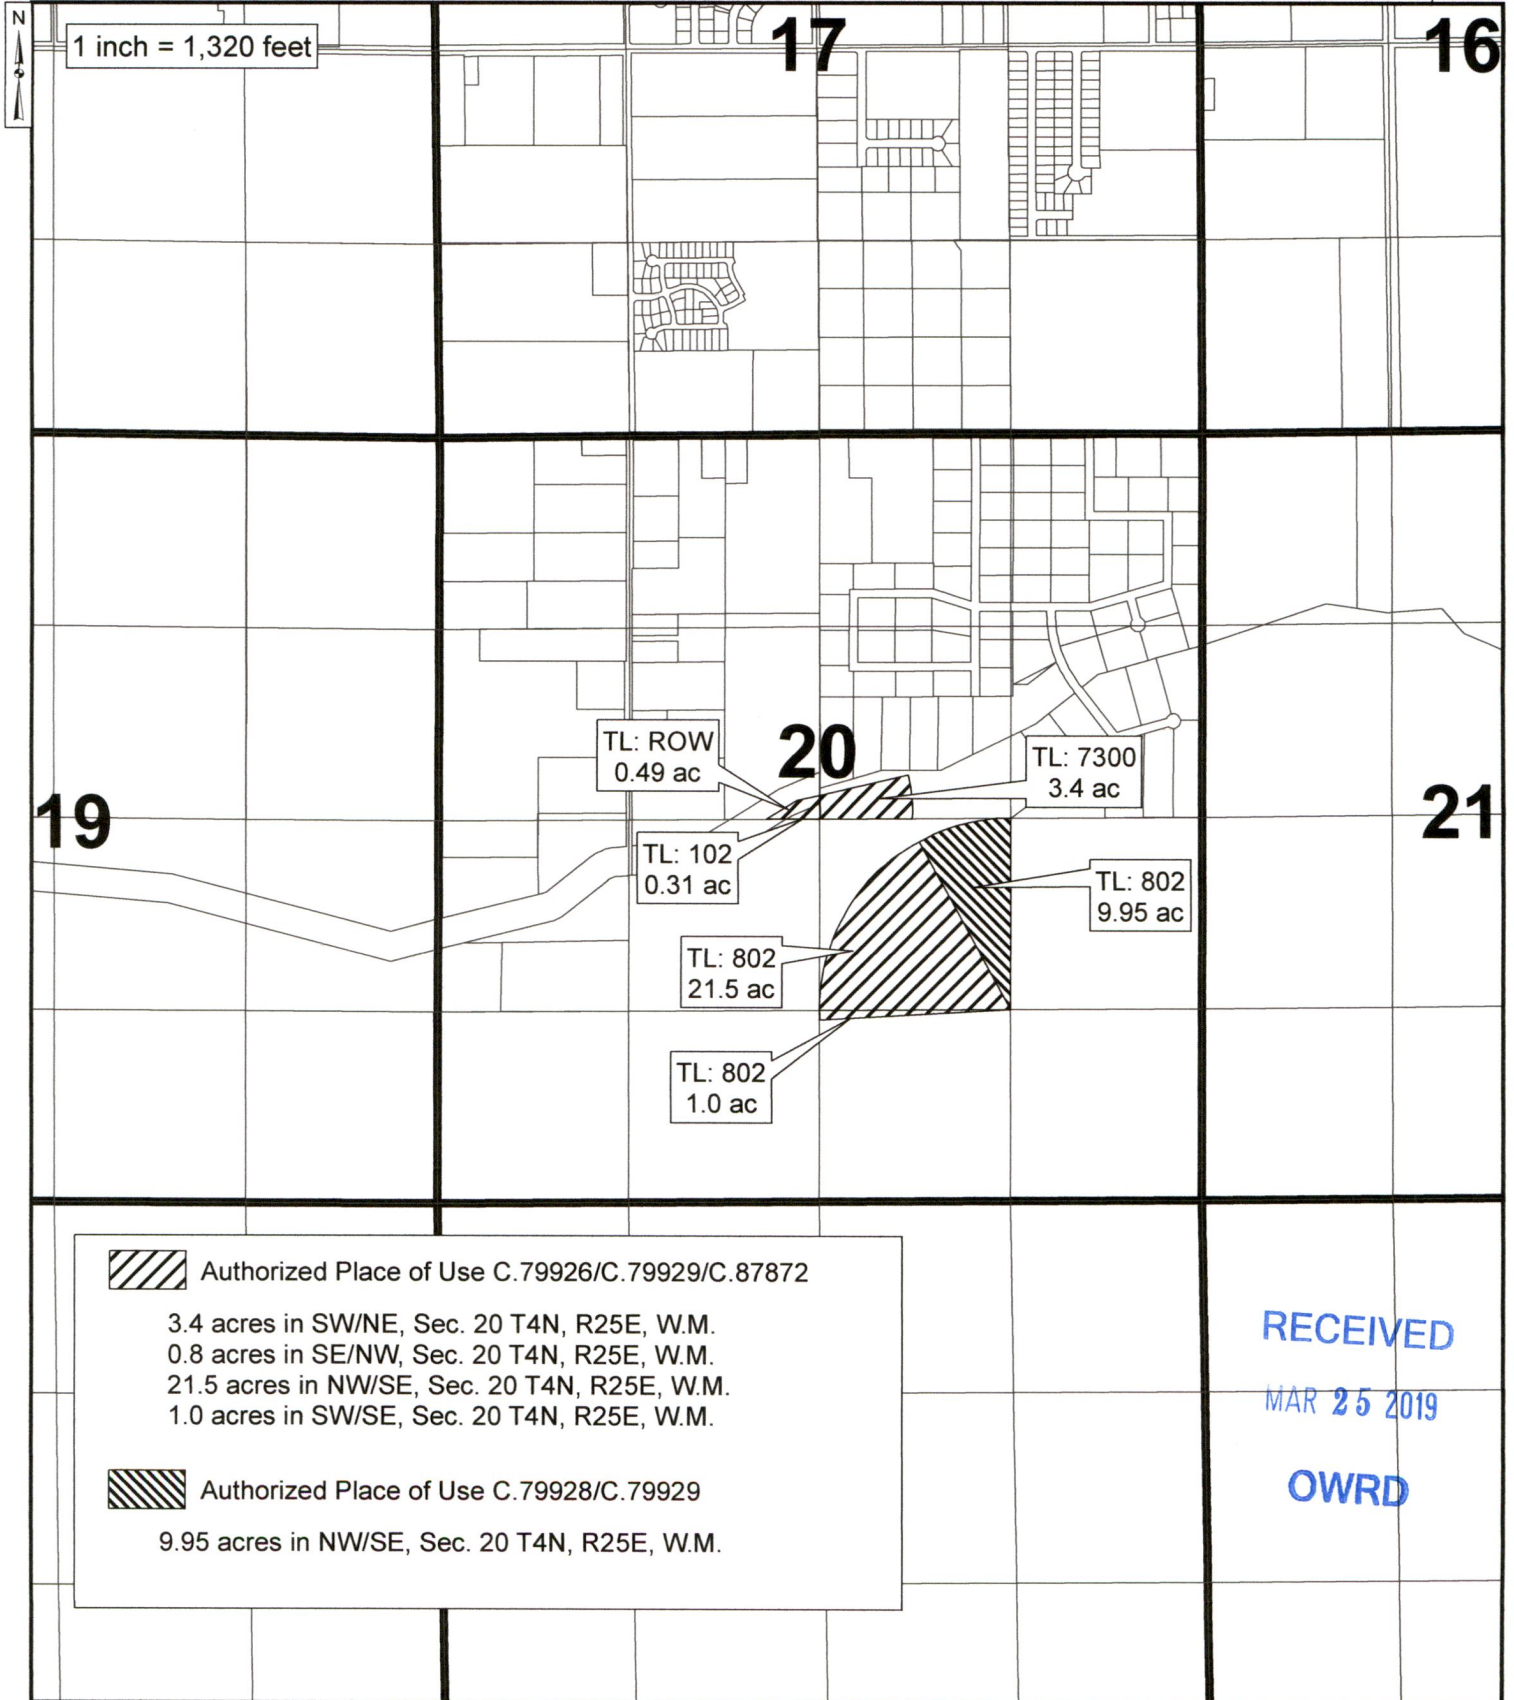 N
1 inch = 1,320 feet
17
16
TL: ROW
0.49 ac
20
TL: 7300
3.4 ac
19
21
TL: 102
0.31 ac
TL: 802
9.95 ac
TL: 802
21.5 ac
TL: 802
1.0 ac
Authorized Place of Use C.79926/C.79929/C.87872
3.4 acres in SW/NE, Sec. 20 T4N, R25E, W.M.
0.8 acres in SE/NW, Sec. 20 T4N, R25E, W.M.
21.5 acres in NW/SE, Sec. 20 T4N, R25E, W.M.
1.0 acres in SW/SE, Sec. 20 T4N, R25E, W.M.
Authorized Place of Use C.79928/C.79929
9.95 acres in NW/SE, Sec. 20 T4N, R25E, W.M.
RECEIVED
MAR 25 2019
OWRD